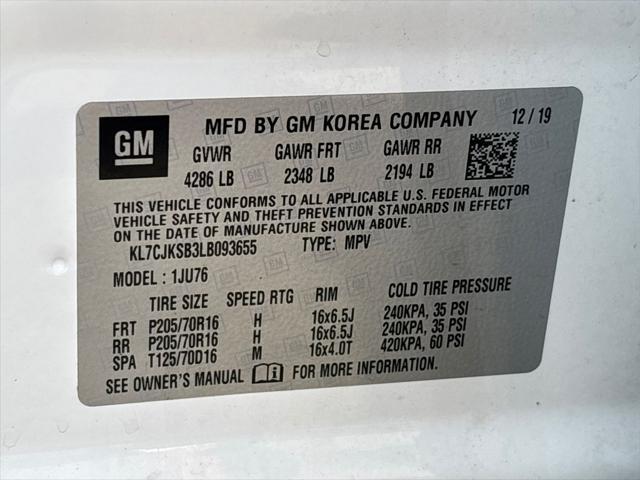 GM MFD BY GM KOREA COMPANY 12 / 19
GVWR GAWR FRT GAWR RR
4286 LB 2348 LB 2194 LB
THIS VEHICLE CONFORMS TO ALL APPLICABLE U.S. FEDERAL MOTOR
VEHICLE SAFETY AND THEFT PREVENTION STANDARDS IN EFFECT
ON THE DATE OF MANUFACTURE SHOWN ABOVE.
KL7CJKSB3LB093655 TYPE: MPV
MODEL : 1JU76
TIRE SIZE SPEED RTG RIM COLD TIRE PRESSURE
FRT P205/70R16 H 16x6.5J 240KPA, 35 PSI
RR P205/70R16 H 16x6.5J 240KPA, 35 PSI
SPA T125/70D16 M 16x4.0T 420KPA, 60 PSI
SEE OWNER'S MANUAL FOR MORE INFORMATION.